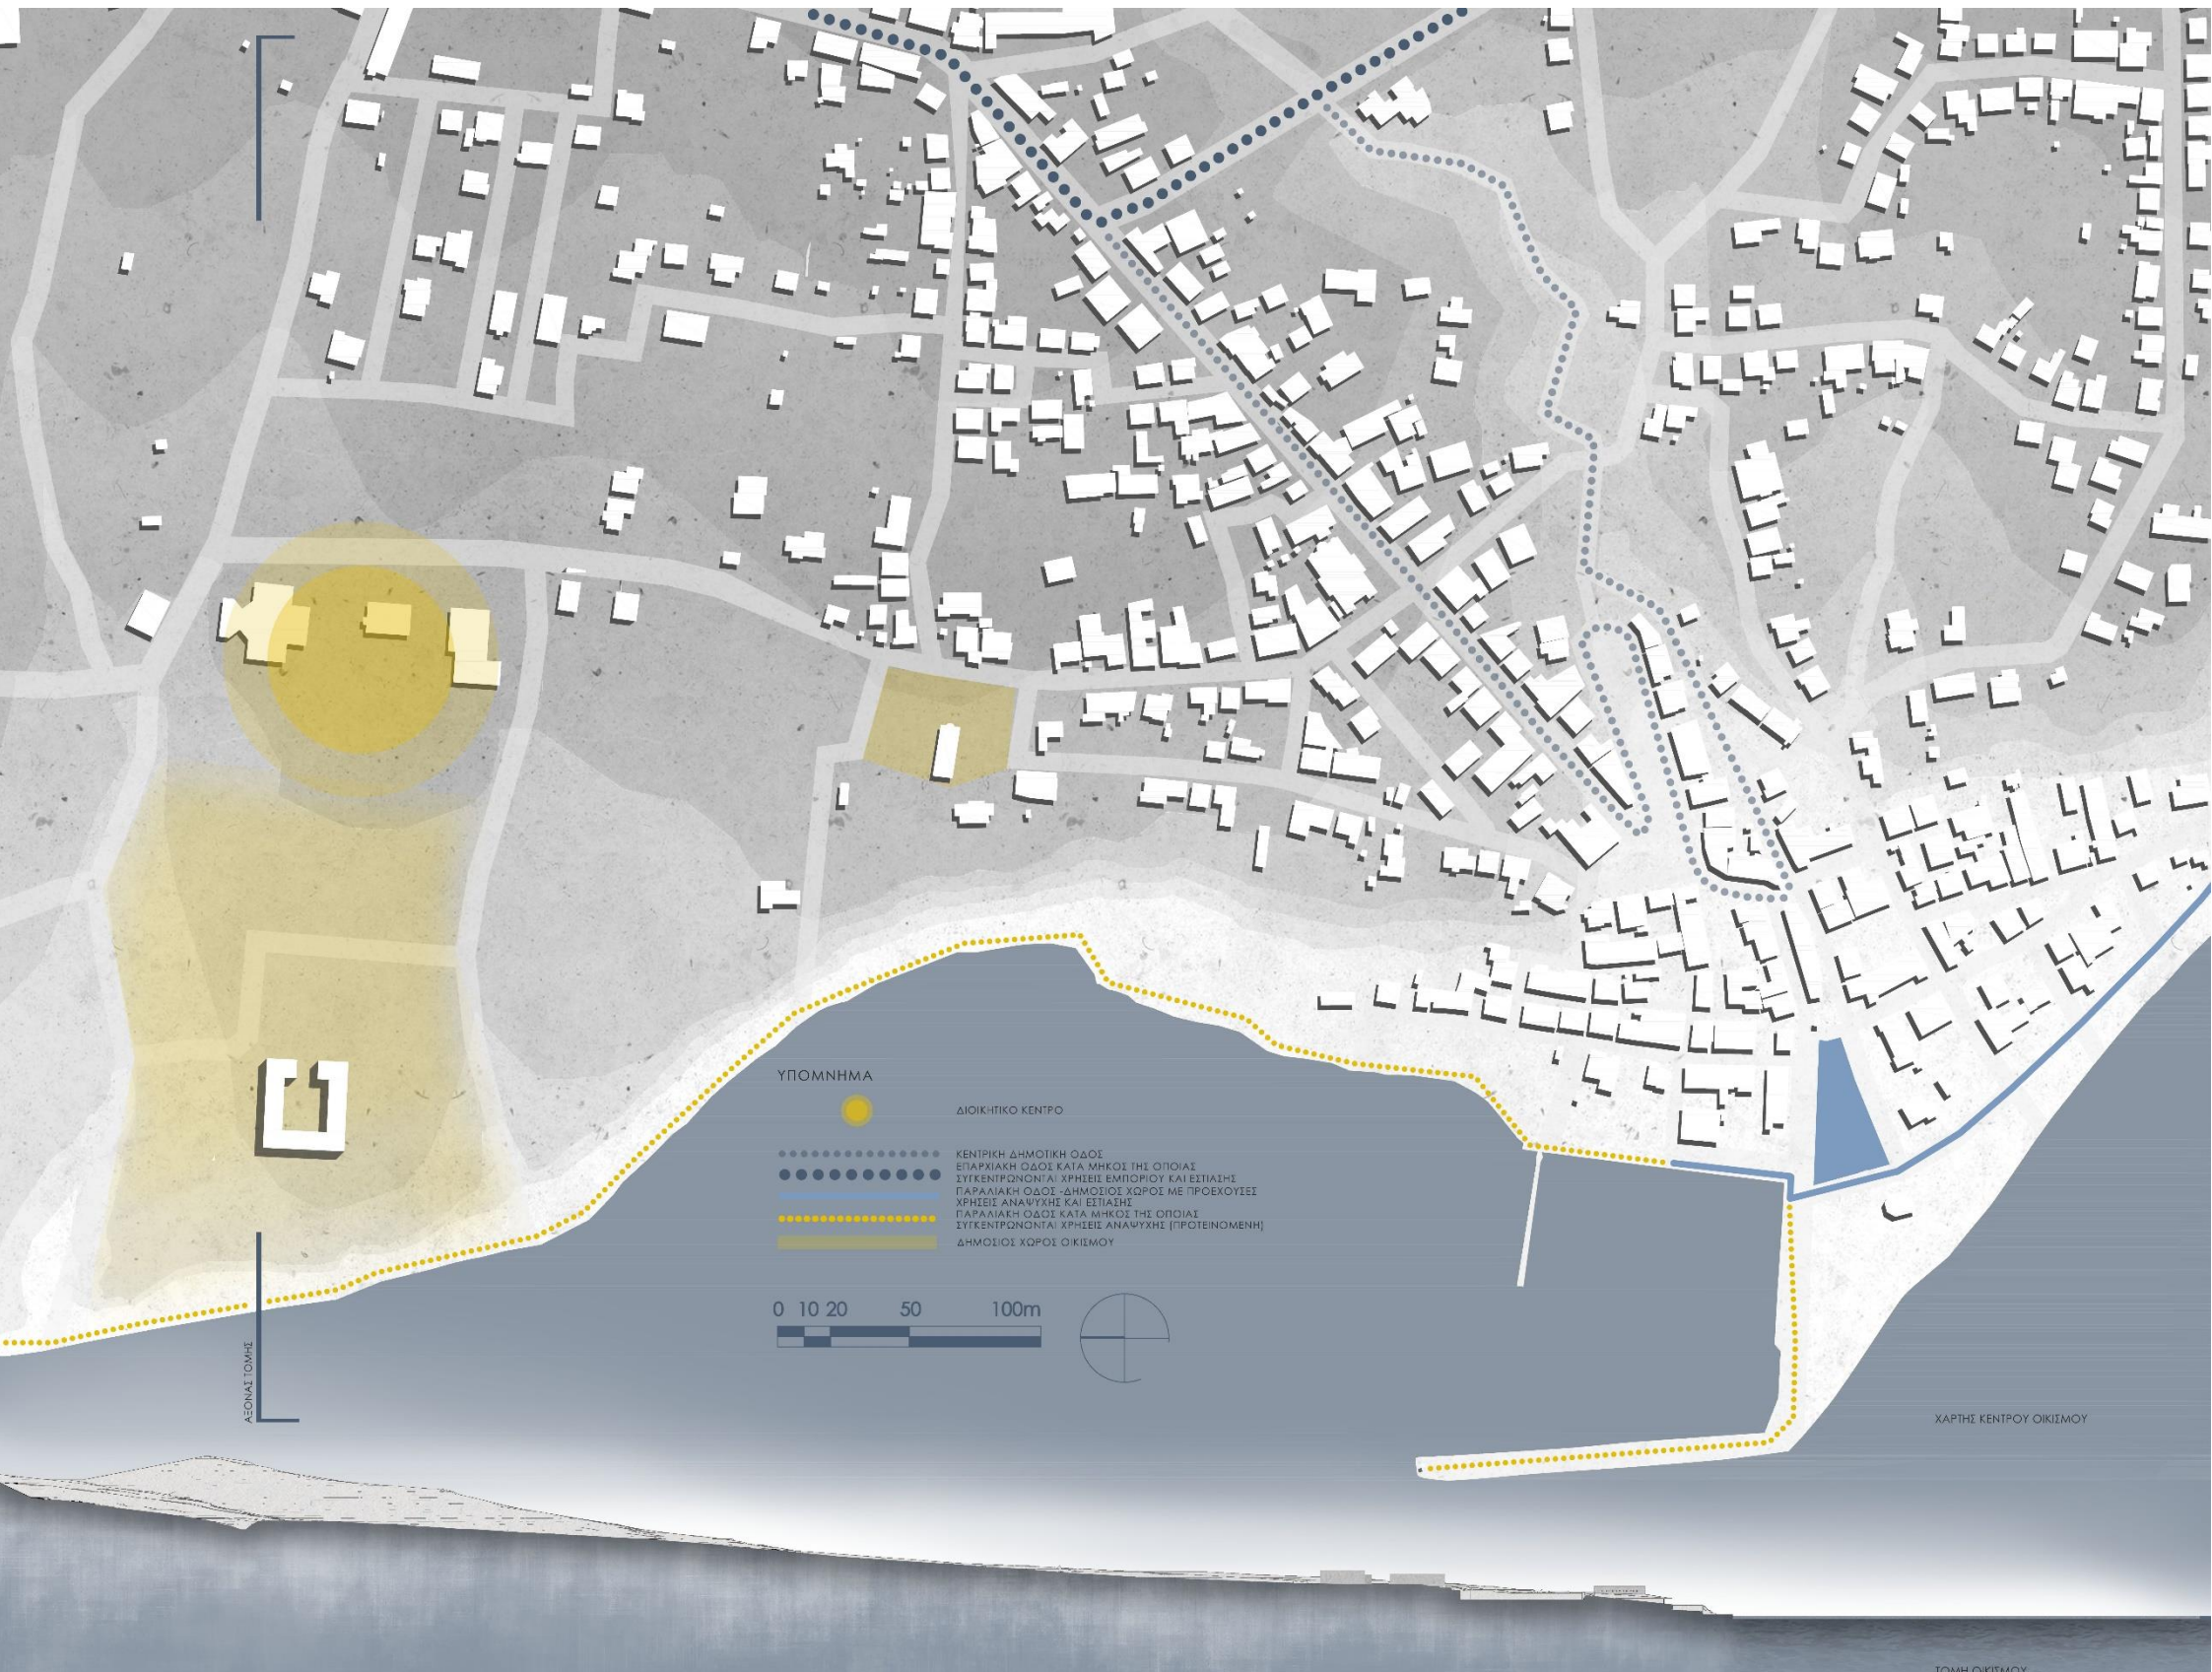 ΥΠΟΜΝΗΜΑ
ΔΙΟΙΚΗΤΙΚΟ ΚΕΝΤΡΟ
ΚΕΝΤΡΙΚΗ ΔΗΜΟΤΙΚΗ ΟΔΟΣ
ΕΠΑΡΧΙΑΚΗ ΟΔΟΣ ΚΑΤΑ ΜΗΚΟΣ ΤΗΣ ΟΠΟΙΑΣ
ΣΥΓΚΕΝΤΡΩΝΟΝΤΑΙ ΧΡΗΣΕΙΣ ΕΜΠΟΡΙΟΥ ΚΑΙ ΕΣΤΙΑΣΗΣ
ΠΑΡΑΛΙΑΚΗ ΟΔΟΣ -ΔΗΜΟΣΙΟΣ ΧΩΡΟΣ ΜΕ ΠΡΟΕΧΟΥΣΕΣ
ΧΡΗΣΕΙΣ ΑΝΑΨΥΧΗΣ ΚΑΙ ΕΣΤΙΑΣΗΣ
ΠΑΡΑΛΙΑΚΗ ΟΔΟΣ ΚΑΤΑ ΜΗΚΟΣ ΤΗΣ ΟΠΟΙΑΣ
ΣΥΓΚΕΝΤΡΩΝΟΝΤΑΙ ΧΡΗΣΕΙΣ ΑΝΑΨΥΧΗΣ (ΠΡΟΤΕΙΝΟΜΕΝΗ)
ΔΗΜΟΣΙΟΣ ΧΩΡΟΣ ΟΙΚΙΣΜΟΥ
0 10 20 50 100m
ΑΞΟΝΑΣ ΤΟΜΗΣ
ΧΑΡΤΗΣ ΚΕΝΤΡΟΥ ΟΙΚΙΣΜΟΥ
ΤΟΜΗ ΟΙΚΙΣΜΟΥ